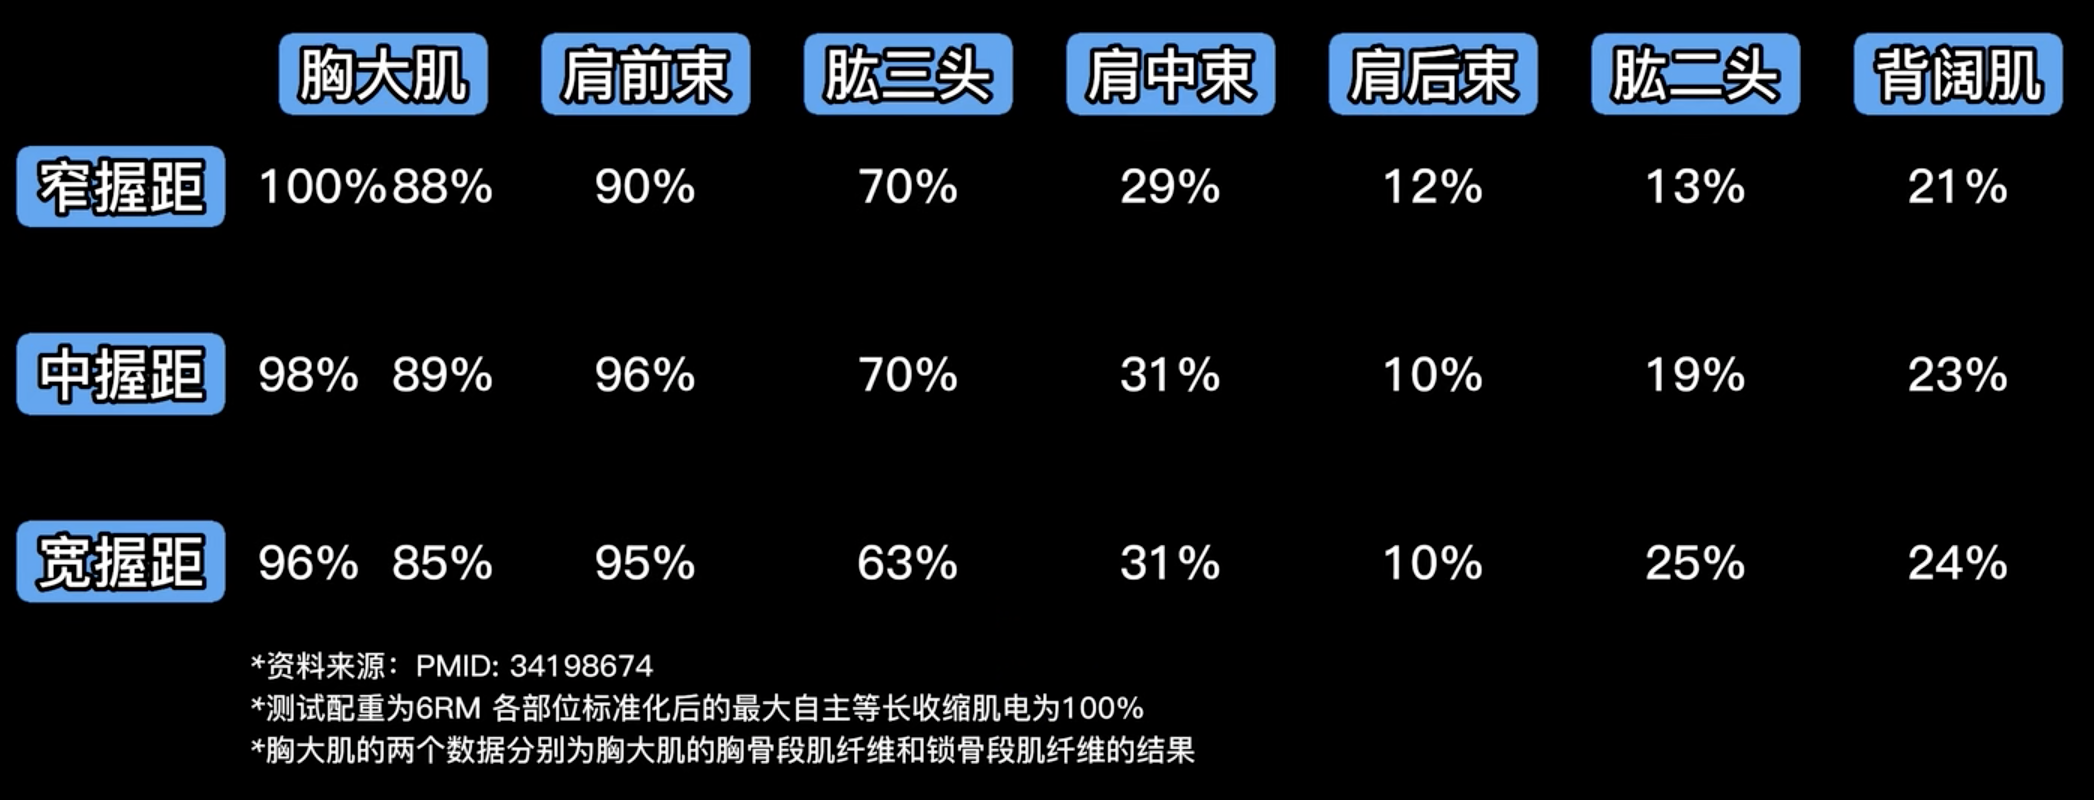 胸大肌 肩前束 肱三头 肩中束 肩后束 肱二头 背阔肌
窄握距 100% 88% 90% 70% 29% 12% 13% 21%
中握距 98% 89% 96% 70% 31% 10% 19% 23%
宽握距 96% 85% 95% 63% 31% 10% 25% 24%
*资料来源：PMID: 34198674
*测试配重为6RM 各部位标准化后的最大自主等长收缩肌电为100%
*胸大肌的两个数据分别为胸大肌的胸骨段肌纤维和锁骨段肌纤维的结果